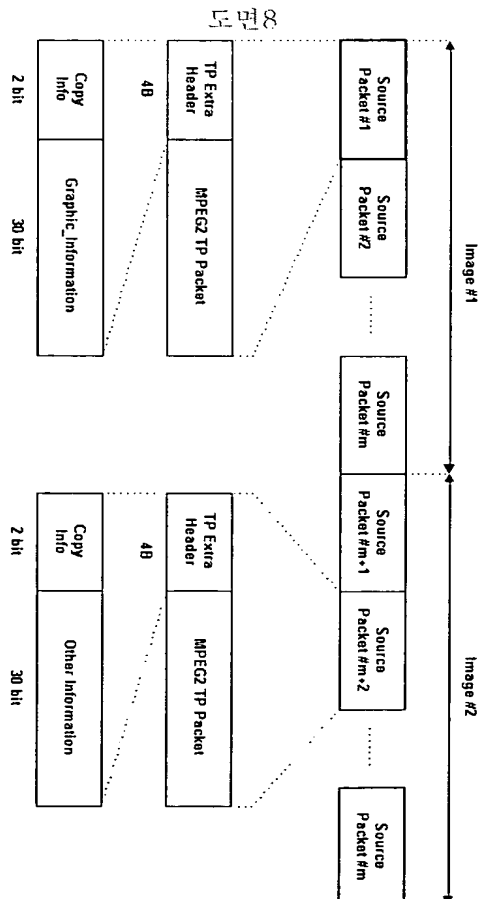 도면8
Image #1
Image #2
Source
Packet #1
Source
Packet #2
Source
Packet #m
Source
Packet #m+1
Source
Packet #m+2
Source
Packet #m
TP Extra
Header
MPEG2 TP Packet
4B
TP Extra
Header
MPEG2 TP Packet
4B
Copy
Info
Graphic_Information
2 bit
30 bit
Copy
Info
Other Information
2 bit
30 bit